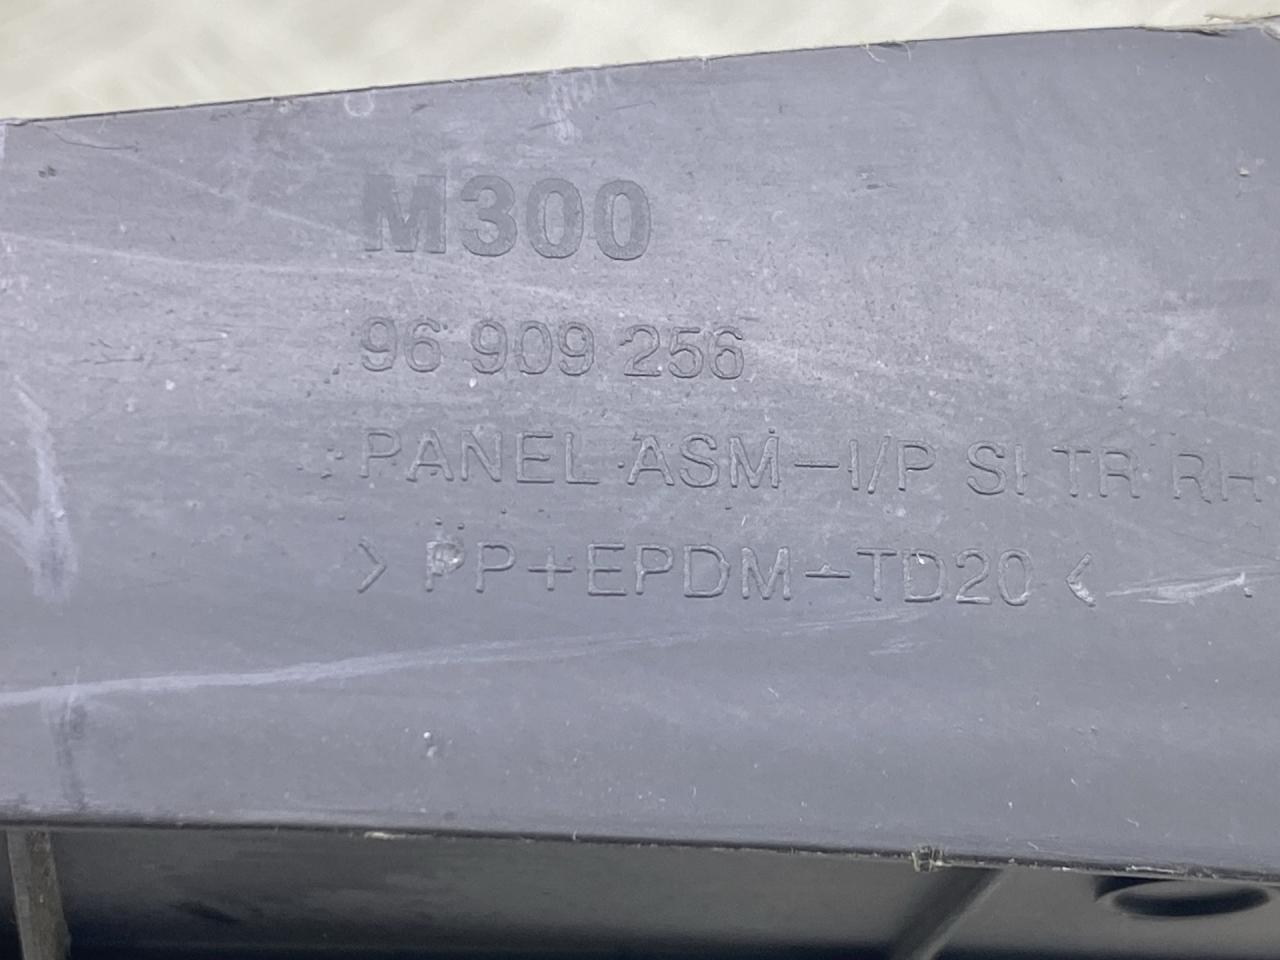 M300
96 909 256
PANEL ASM-I/P SI TR RH
>PP+EPDM-TD20<